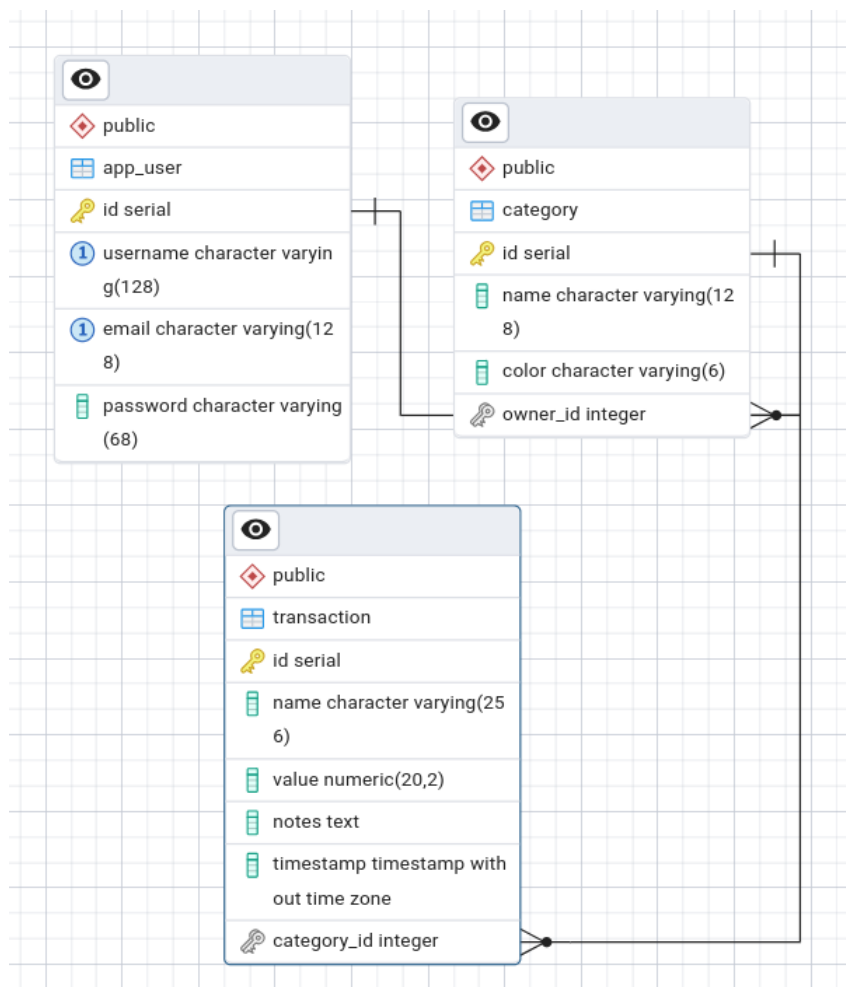 public
app_user
id serial
1 username character varyin
g(128)
1 email character varying(12
8)
password character varying
(68)
public
category
id serial
name character varying(12
8)
color character varying(6)
owner_id integer
public
transaction
id serial
name character varying(25
6)
value numeric(20,2)
notes text
timestamp timestamp with
out time zone
category_id integer